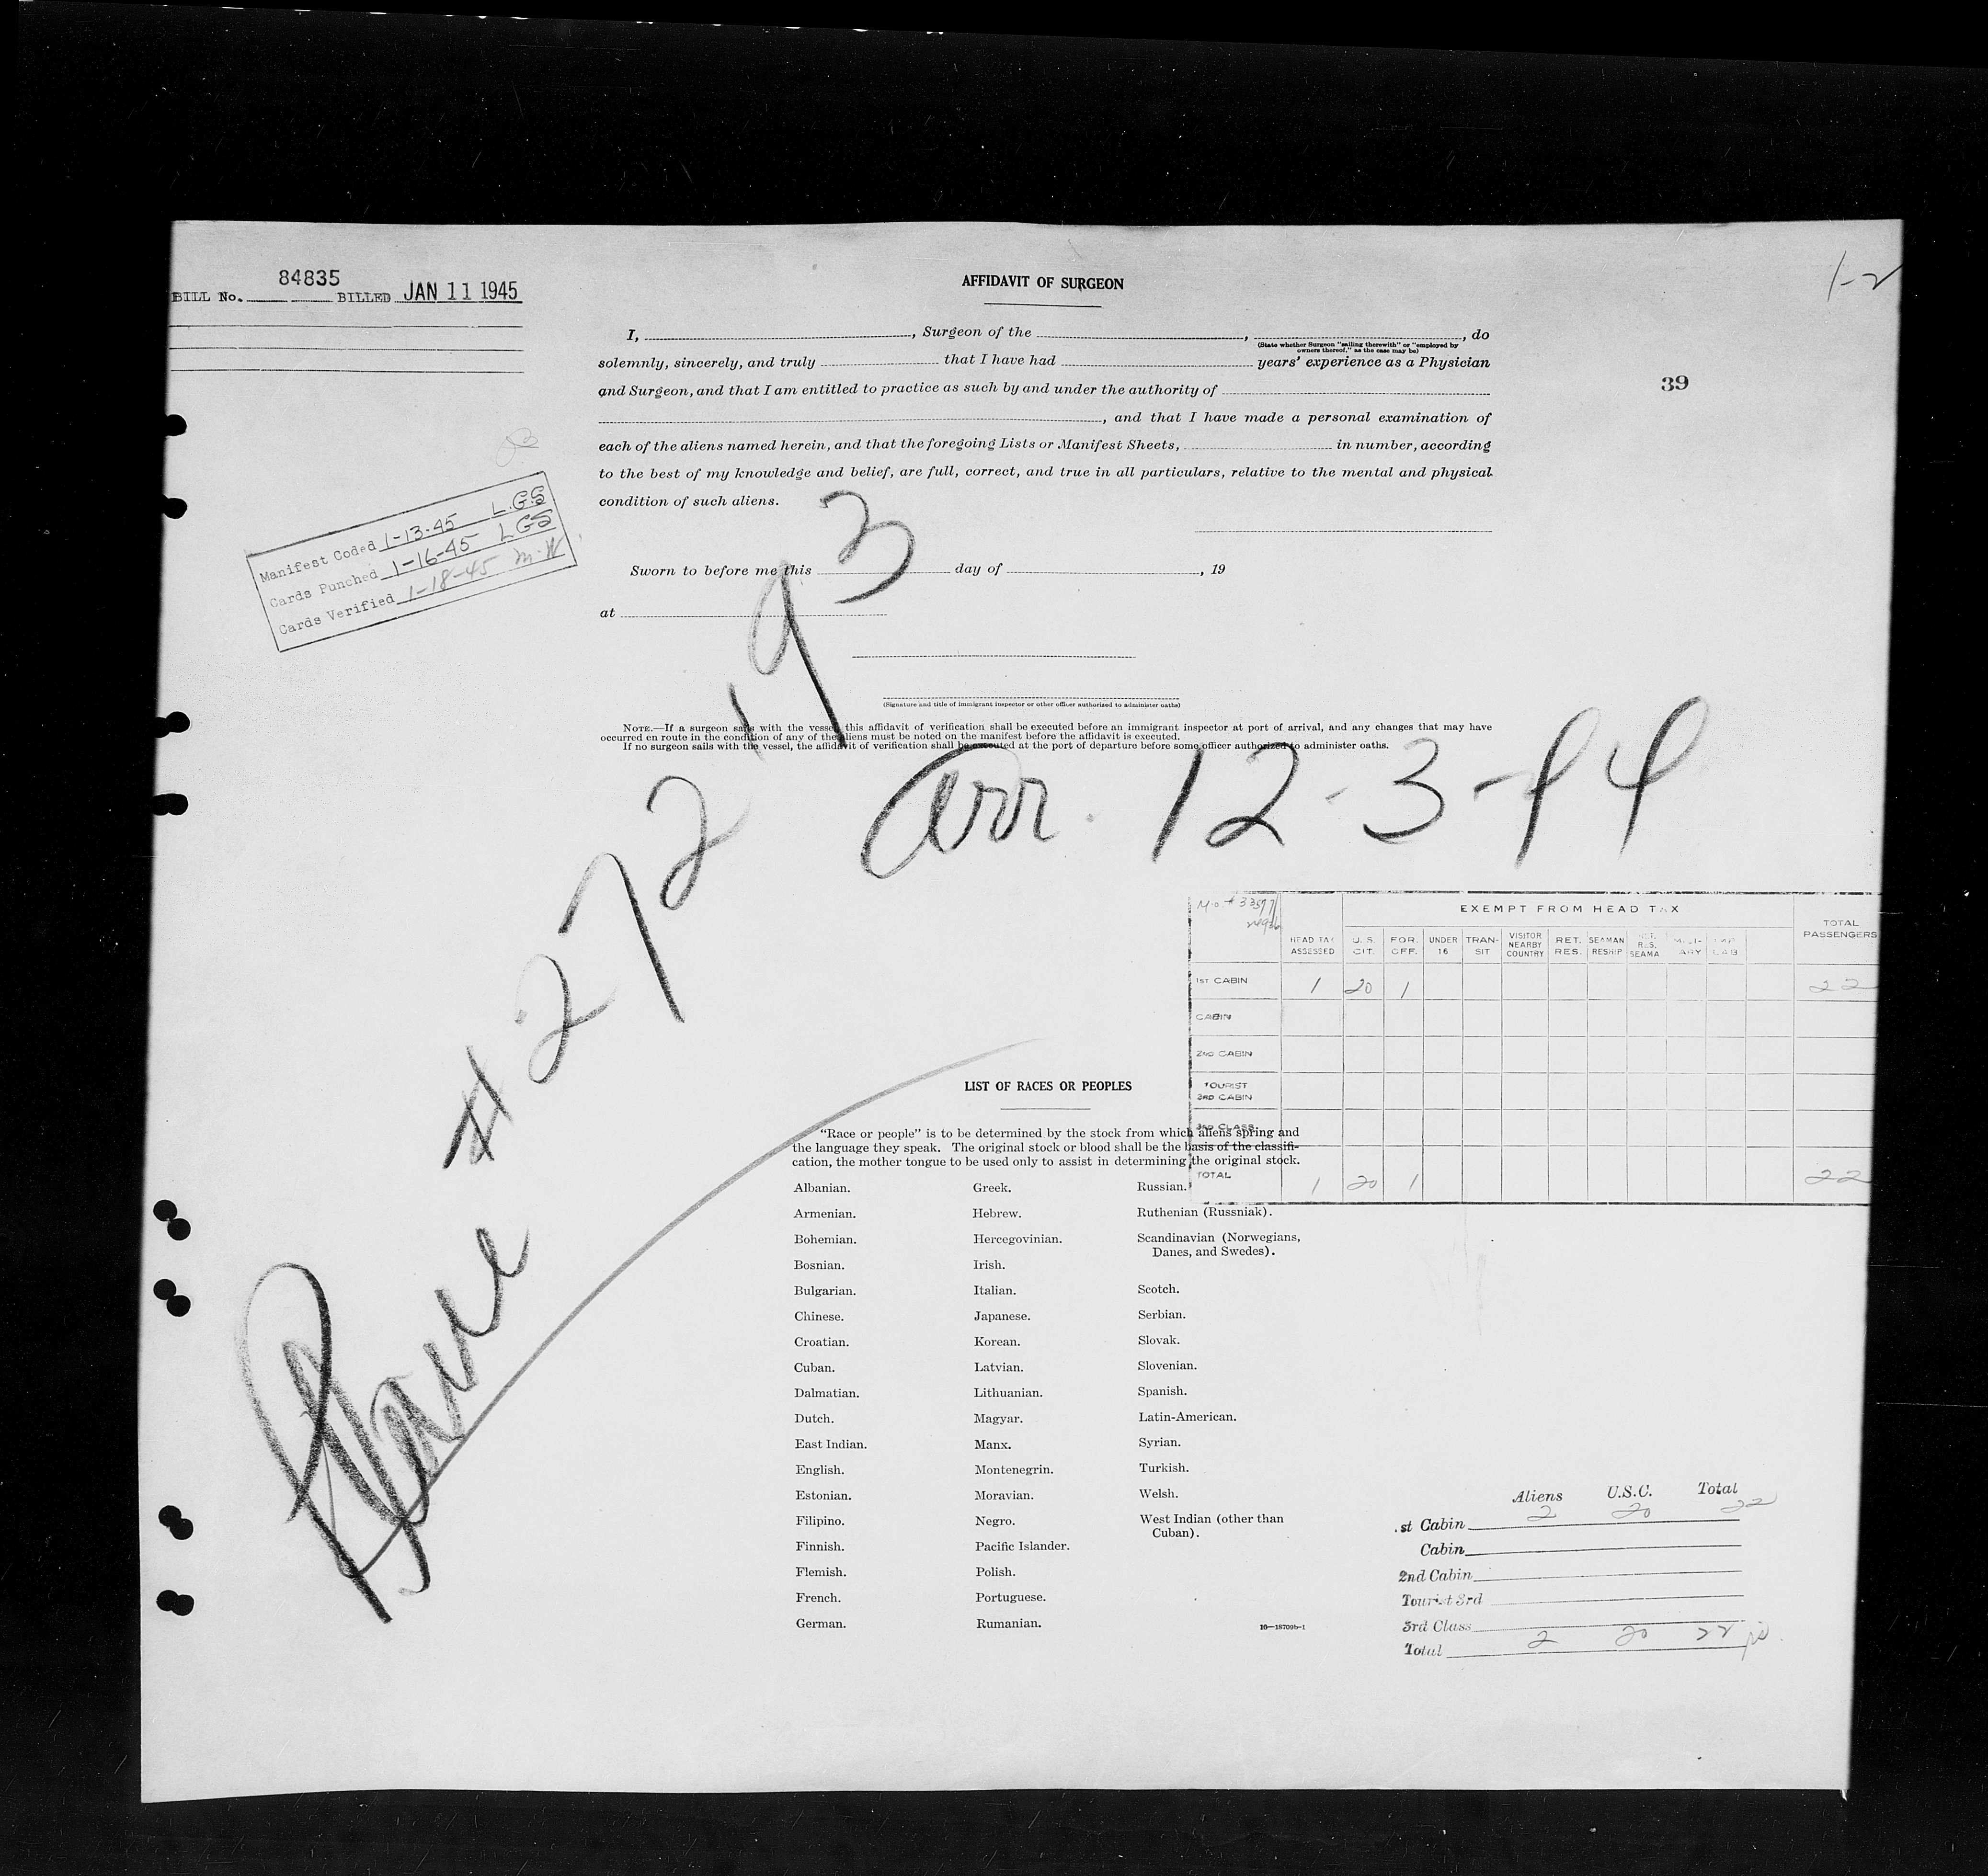 84835
BILL No. BILLED JAN 11 1945
1-2
39
AFFIDAVIT OF SURGEON
I, , Surgeon of the , , do
(State whether Surgeon "sailing therewith" or "employed by
owners thereof," as the case may be)
solemnly, sincerely, and truly that I have had years' experience as a Physician
and Surgeon, and that I am entitled to practice as such by and under the authority of
, and that I have made a personal examination of
each of the aliens named herein, and that the foregoing Lists or Manifest Sheets, in number, according
to the best of my knowledge and belief, are full, correct, and true in all particulars, relative to the mental and physical
condition of such aliens.
Manifest Coded 1-13-45 L.G.S
Cards Punched 1-16-45 LGS
Cards Verified 1-18-45 M-W
Sworn to before me this day of , 19
at
(Signature and title of immigrant inspector or other officer authorized to administer oaths)
NOTE.—If a surgeon sails with the vessel, this affidavit of verification shall be executed before an immigrant inspector at port of arrival, and any changes that may have
occurred en route in the condition of any of the aliens must be noted on the manifest before the affidavit is executed.
If no surgeon sails with the vessel, the affidavit of verification shall be executed at the port of departure before some officer authorized to administer oaths.
Plane #272193
arr. 12-3-44
EXEMPT FROM HEAD TAX
HEAD TAX ASSESSED
U.S. CIT.
FOR. OFF.
UNDER 16
TRANSIT
VISITOR NEARBY COUNTRY
RET. RES.
SEAMAN RESHIP
RES. SEAMA
TOTAL PASSENGERS
1ST CABIN 1 20 1 22
CABIN
2ND CABIN
TOURIST
3RD CABIN
3RD CLASS
TOTAL 1 20 1 22
LIST OF RACES OR PEOPLES
"Race or people" is to be determined by the stock from which aliens spring and
the language they speak. The original stock or blood shall be the basis of the classifi-
cation, the mother tongue to be used only to assist in determining the original stock.
Albanian.
Armenian.
Bohemian.
Bosnian.
Bulgarian.
Chinese.
Croatian.
Cuban.
Dalmatian.
Dutch.
East Indian.
English.
Estonian.
Filipino.
Finnish.
Flemish.
French.
German.
Greek.
Hebrew.
Hercegovinian.
Irish.
Italian.
Japanese.
Korean.
Latvian.
Lithuanian.
Magyar.
Manx.
Montenegrin.
Moravian.
Negro.
Pacific Islander.
Polish.
Portuguese.
Rumanian.
Russian.
Ruthenian (Russniak).
Scandinavian (Norwegians,
Danes, and Swedes).
Scotch.
Serbian.
Slovak.
Slovenian.
Spanish.
Latin-American.
Syrian.
Turkish.
Welsh.
West Indian (other than
Cuban).
16—18709b-1
Aliens U.S.C. Total
st Cabin 2 20 22
Cabin
2nd Cabin
Tourist 3rd
3rd Class
Total 2 20 22